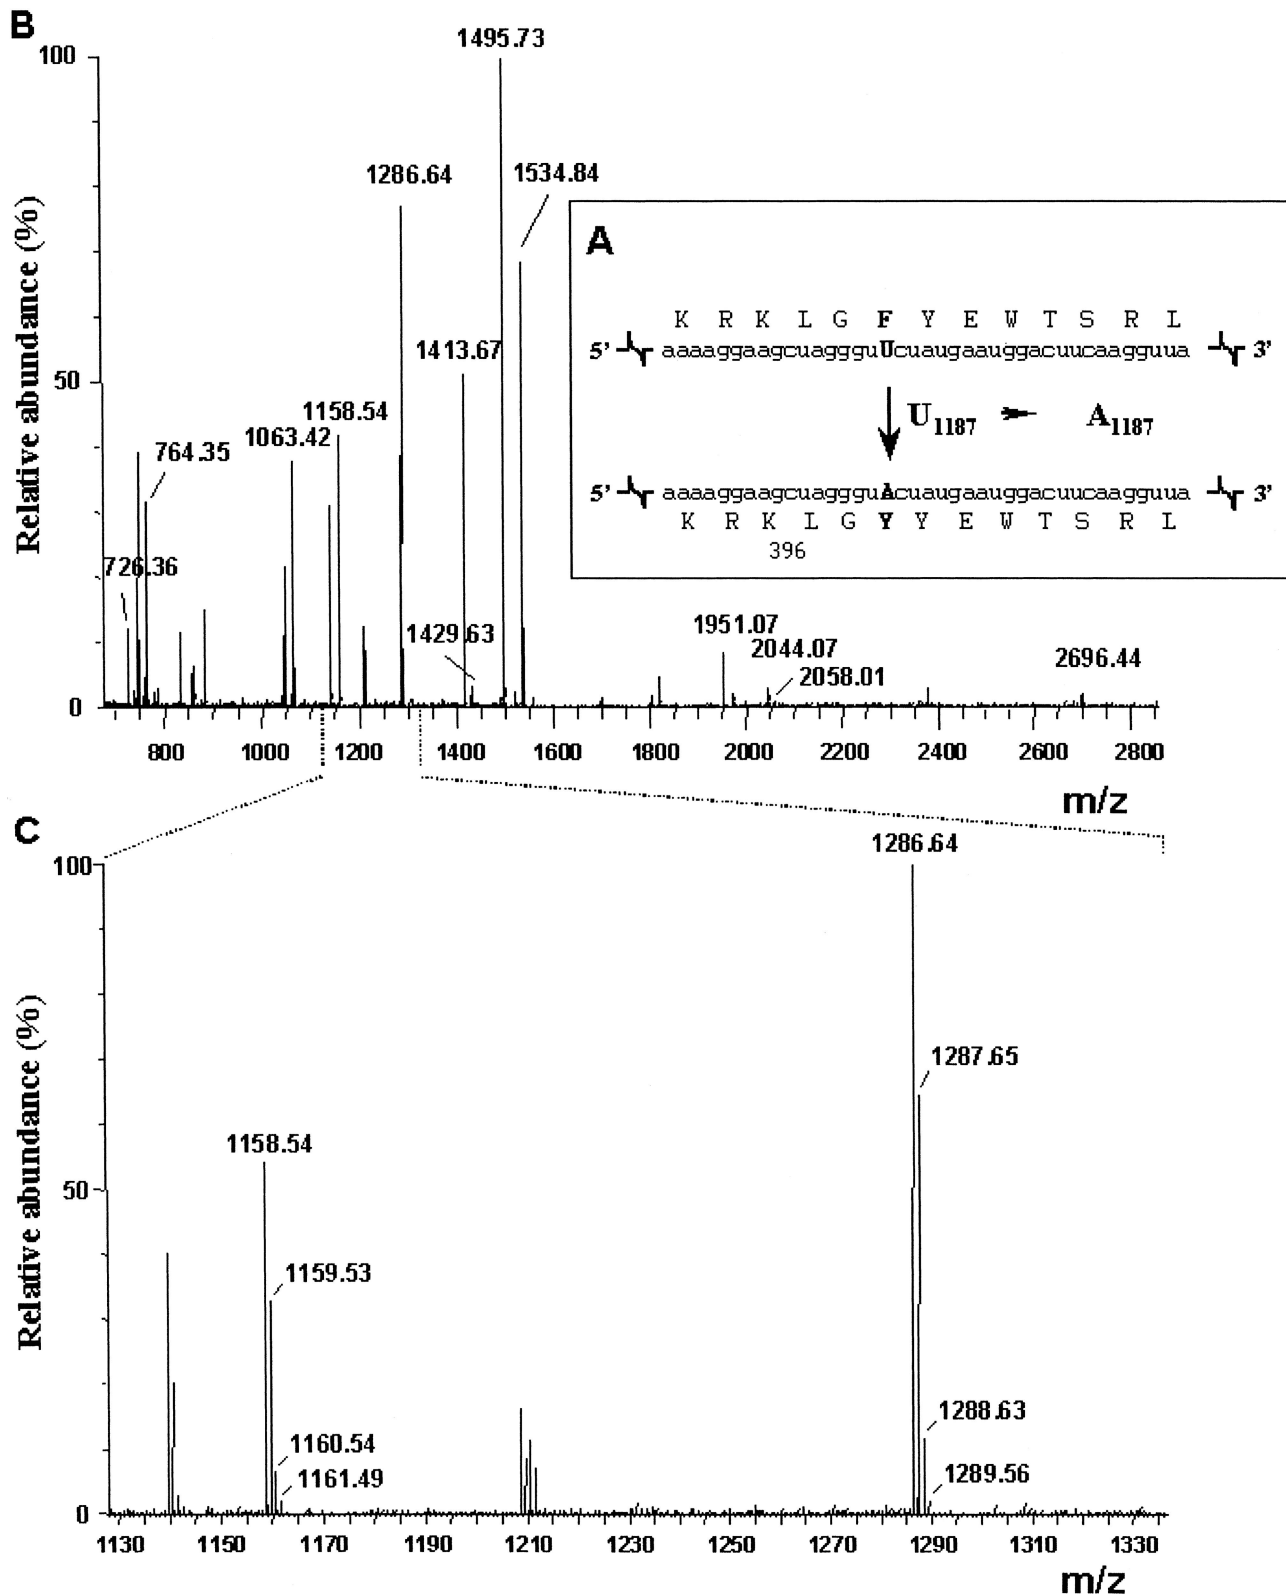 B
1495.73
100
1286.64
1534.84
A
K R K L G F Y E W T S R L
5' aaaaggaagcuaggguUcuaugaauggacuucaagguua 3'
1413.67
50
1158.54
1063.42
764.35
U1187 A1187
5' aaaaggaagcuaggguAcuaugaauggacuucaagguua 3'
K R K L G Y Y E W T S R L
396
726.36
1429.63
1951.07
2044.07
2058.01
2696.44
0
800 1000 1200 1400 1600 1800 2000 2200 2400 2600 2800
m/z
Relative abundance (%)
C
100
1286.64
1287.65
1158.54
50
1159.53
1288.63
1160.54
1289.56
1161.49
0
1130 1150 1170 1190 1210 1230 1250 1270 1290 1310 1330
m/z
Relative abundance (%)